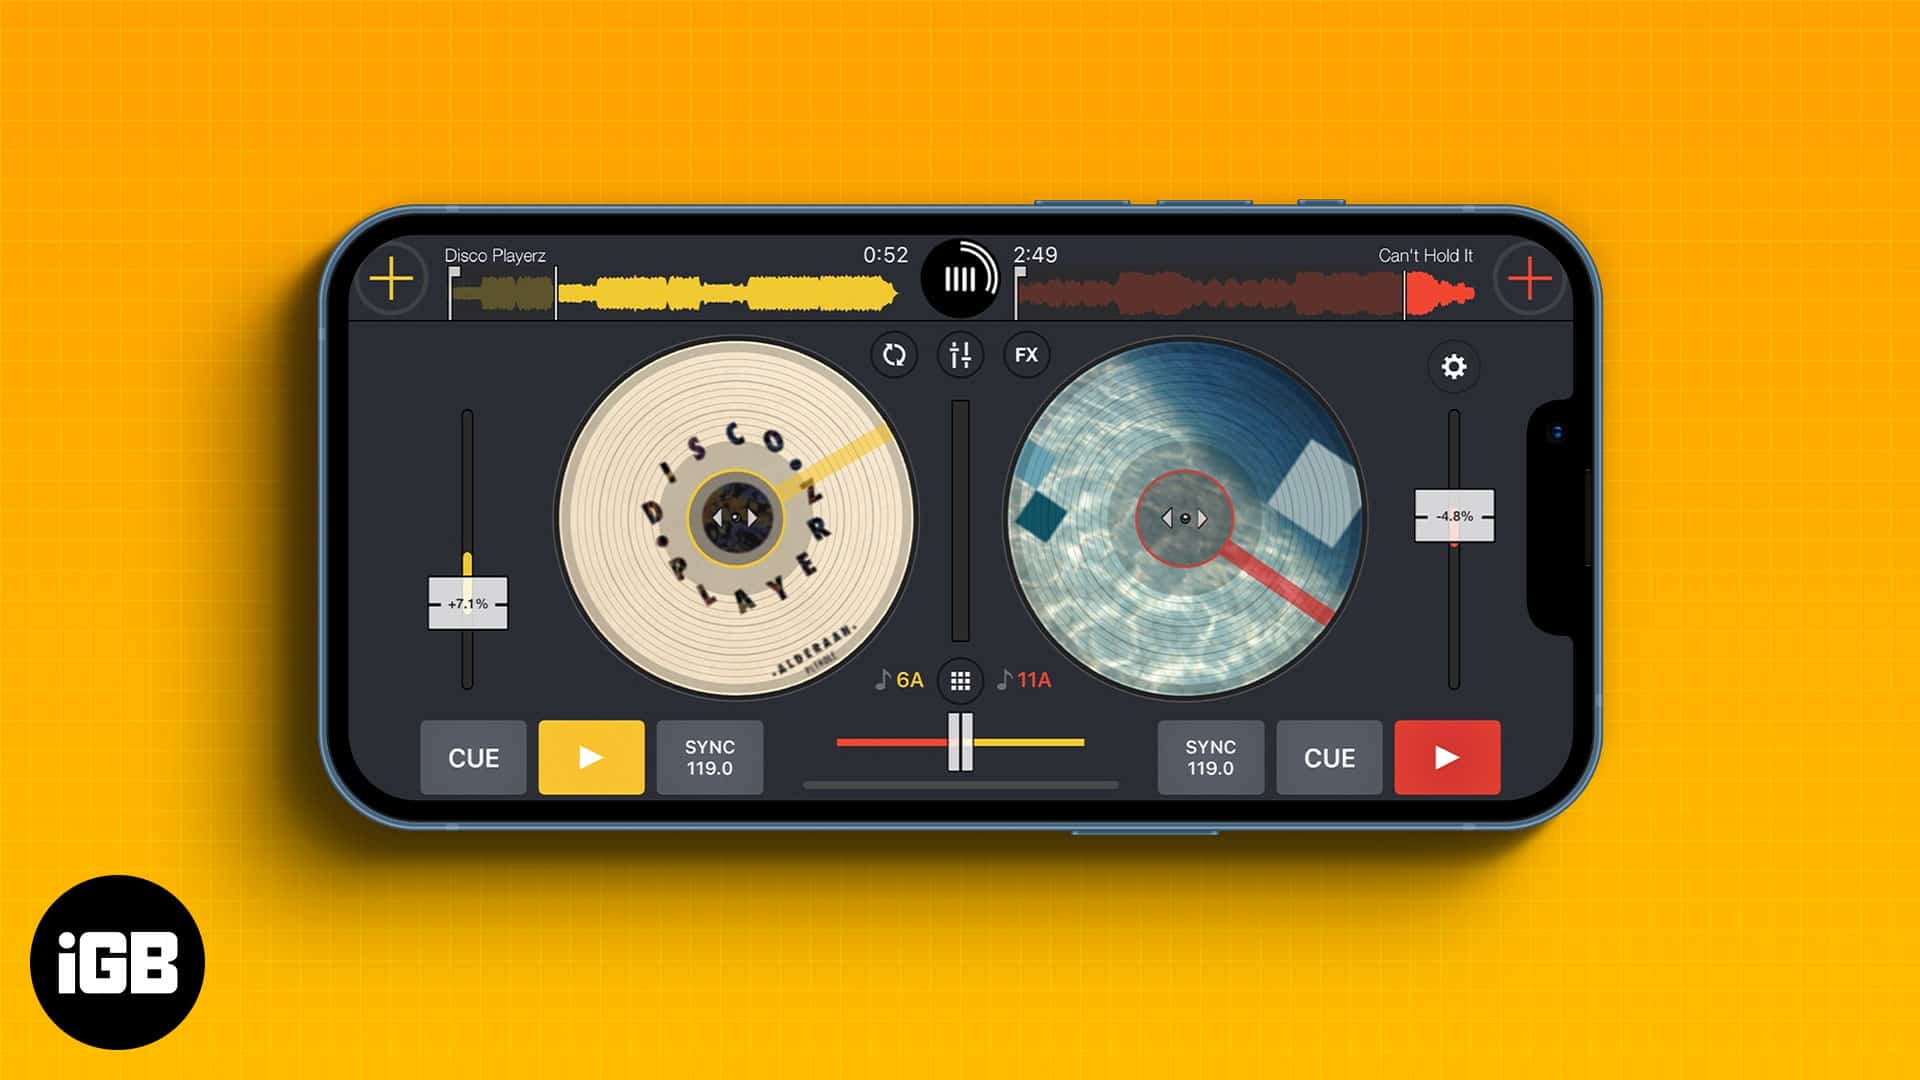 Disco Playerz
0:52
2:49
Can't Hold It
FX
DISCO.
PLAYERZ
.ALDERAAN.
+7.1%
-4.8%
6A
11A
CUE
SYNC
119.0
SYNC
119.0
CUE
iGB